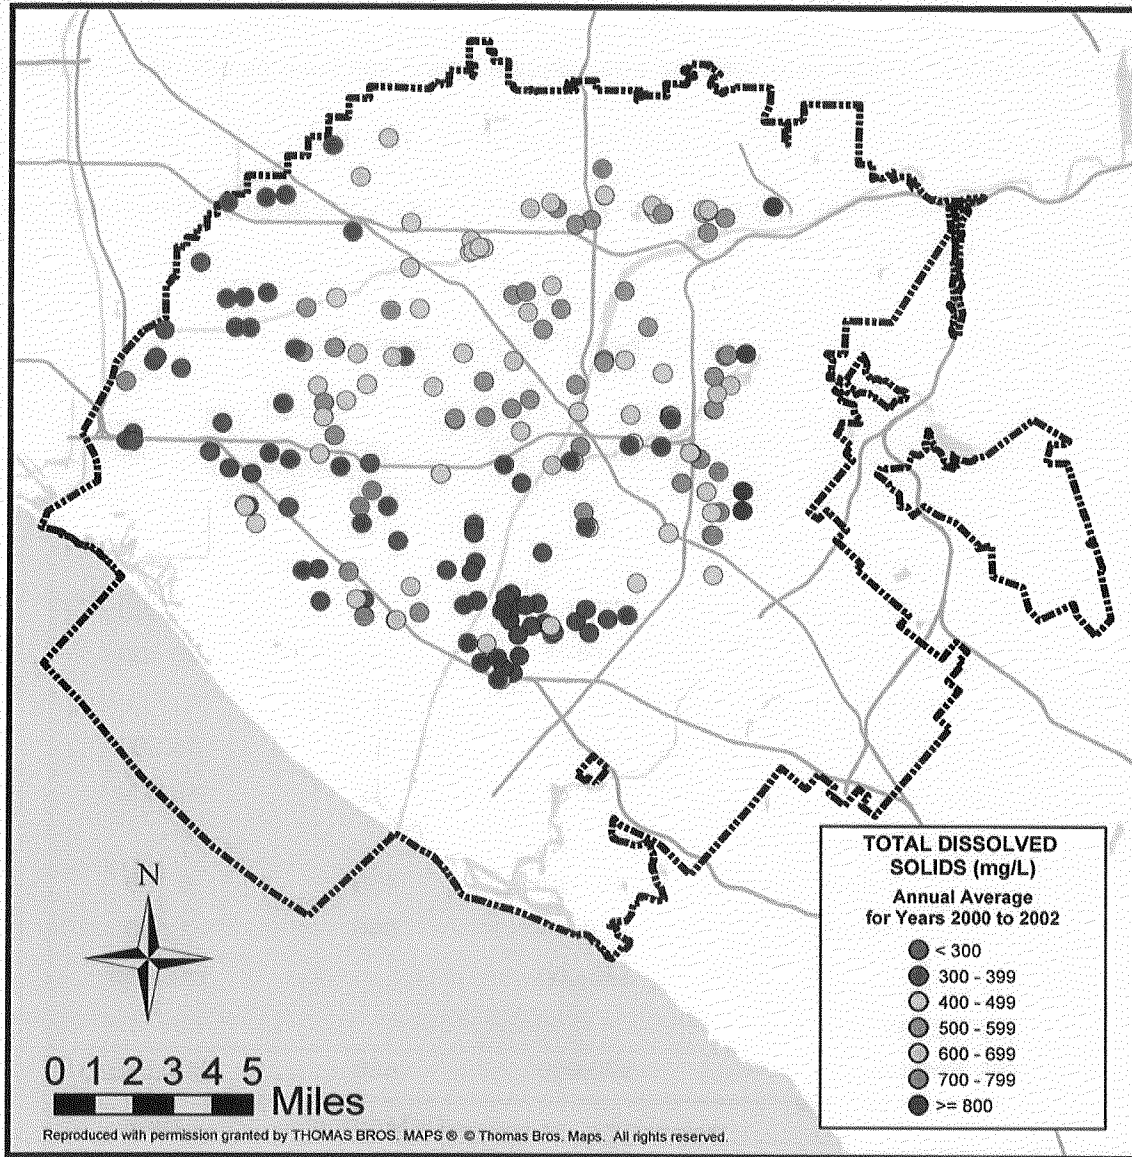 TOTAL DISSOLVED
SOLIDS (mg/L)
Annual Average
for Years 2000 to 2002
< 300
300 - 399
400 - 499
500 - 599
600 - 699
700 - 799
>= 800
N
0 1 2 3 4 5
Miles
Reproduced with permission granted by THOMAS BROS. MAPS ® © Thomas Bros. Maps. All rights reserved.